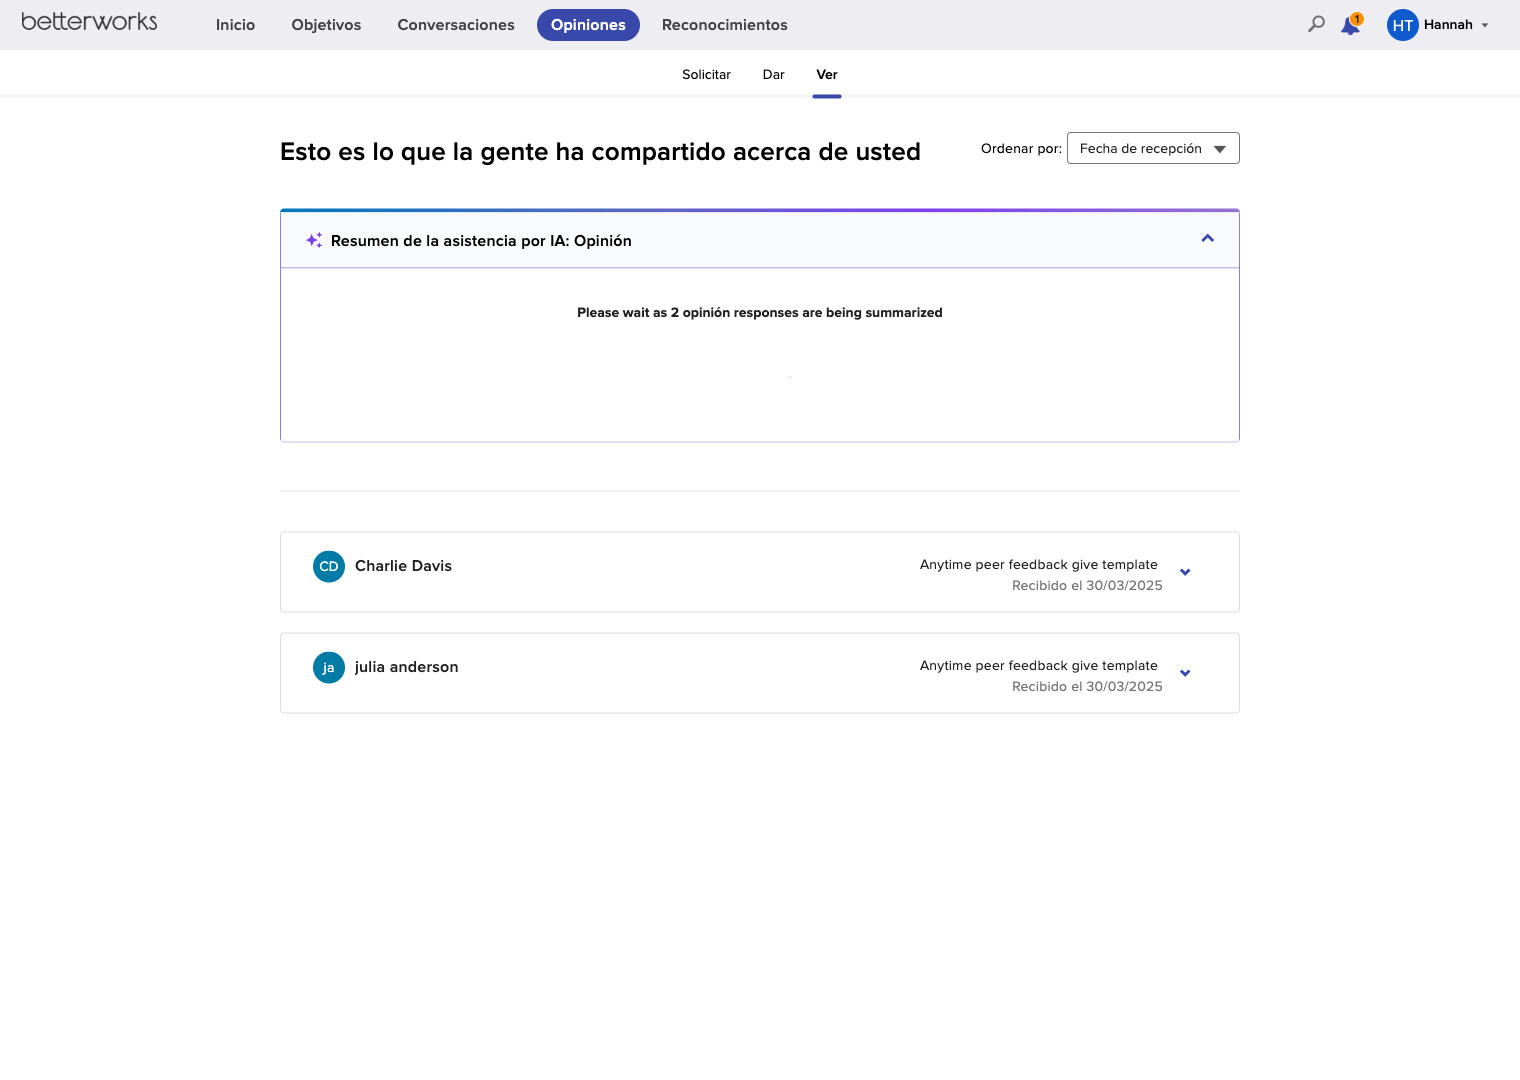 betterworks
Inicio
Objetivos
Conversaciones
Opiniones
Reconocimientos
1
HT
Hannah
Solicitar
Dar
Ver
Esto es lo que la gente ha compartido acerca de usted
Ordenar por:
Fecha de recepción
Resumen de la asistencia por IA: Opinión
Please wait as 2 opinión responses are being summarized
CD
Charlie Davis
Anytime peer feedback give template
Recibido el 30/03/2025
ja
julia anderson
Anytime peer feedback give template
Recibido el 30/03/2025